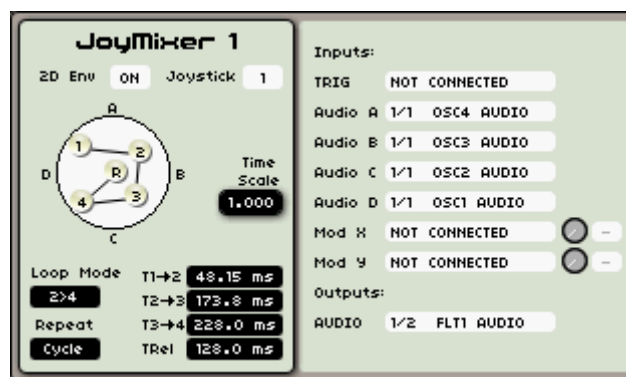 JoyMixer 1
2D Env ON Joystick 1
A
1
2
D
R
B
4
3
C
Time
Scale
1.000
Loop Mode
2>4
Repeat
Cycle
T1→2 48.15 ms
T2→3 173.8 ms
T3→4 228.0 ms
TRel 128.0 ms
Inputs:
TRIG NOT CONNECTED
Audio A 1/1 OSC4 AUDIO
Audio B 1/1 OSC3 AUDIO
Audio C 1/1 OSC2 AUDIO
Audio D 1/1 OSC1 AUDIO
Mod X NOT CONNECTED -
Mod Y NOT CONNECTED -
Outputs:
AUDIO 1/2 FLT1 AUDIO